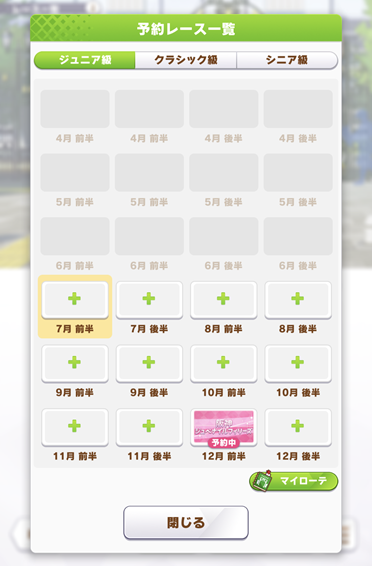 予約レース一覧
ジュニア級 クラシック級 シニア級
4月 前半 4月 前半 4月 後半 4月 後半
5月 前半 5月 前半 5月 後半 5月 後半
6月 前半 6月 前半 6月 後半 6月 後半
7月 前半 7月 後半 8月 前半 8月 後半
9月 前半 9月 後半 10月 前半 10月 後半
阪神
ジュベナイルフィリーズ
予約中
11月 前半 11月 後半 12月 前半 12月 後半
マイローテ
閉じる